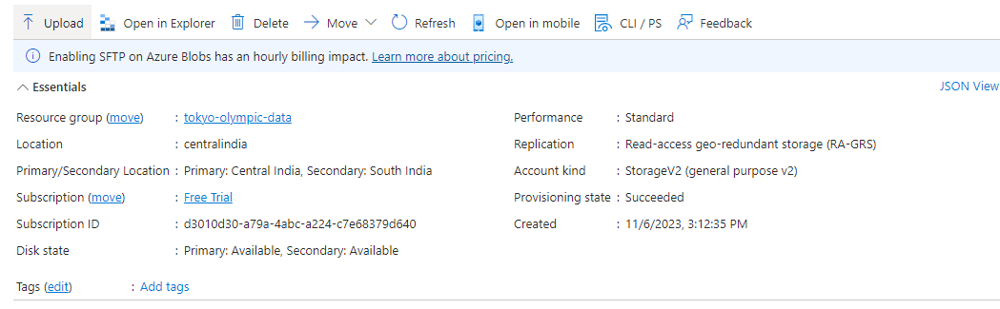 Upload Open in Explorer Delete Move Refresh Open in mobile CLI / PS Feedback
Enabling SFTP on Azure Blobs has an hourly billing impact. Learn more about pricing.
Essentials JSON View
Resource group (move) : tokyo-olympic-data Performance : Standard
Location : centralindia Replication : Read-access geo-redundant storage (RA-GRS)
Primary/Secondary Location : Primary: Central India, Secondary: South India Account kind : StorageV2 (general purpose v2)
Subscription (move) : Free Trial Provisioning state : Succeeded
Subscription ID : d3010d30-a79a-4abc-a224-c7e68379d640 Created : 11/6/2023, 3:12:35 PM
Disk state : Primary: Available, Secondary: Available
Tags (edit) : Add tags